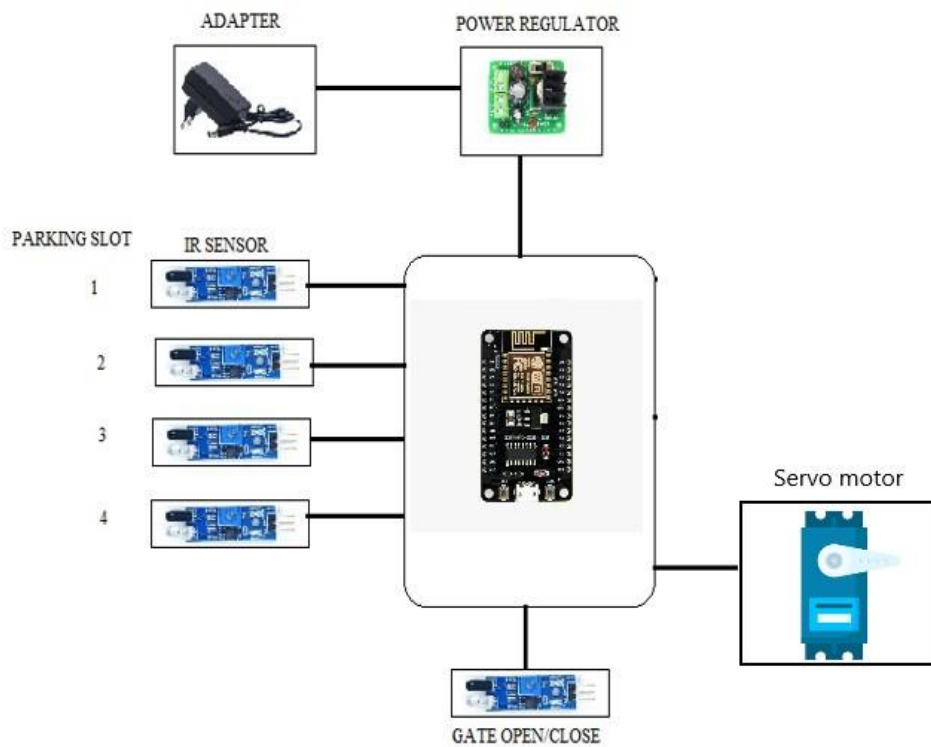 ADAPTER
POWER REGULATOR
PARKING SLOT
IR SENSOR
1
2
3
4
Servo motor
GATE OPEN/CLOSE